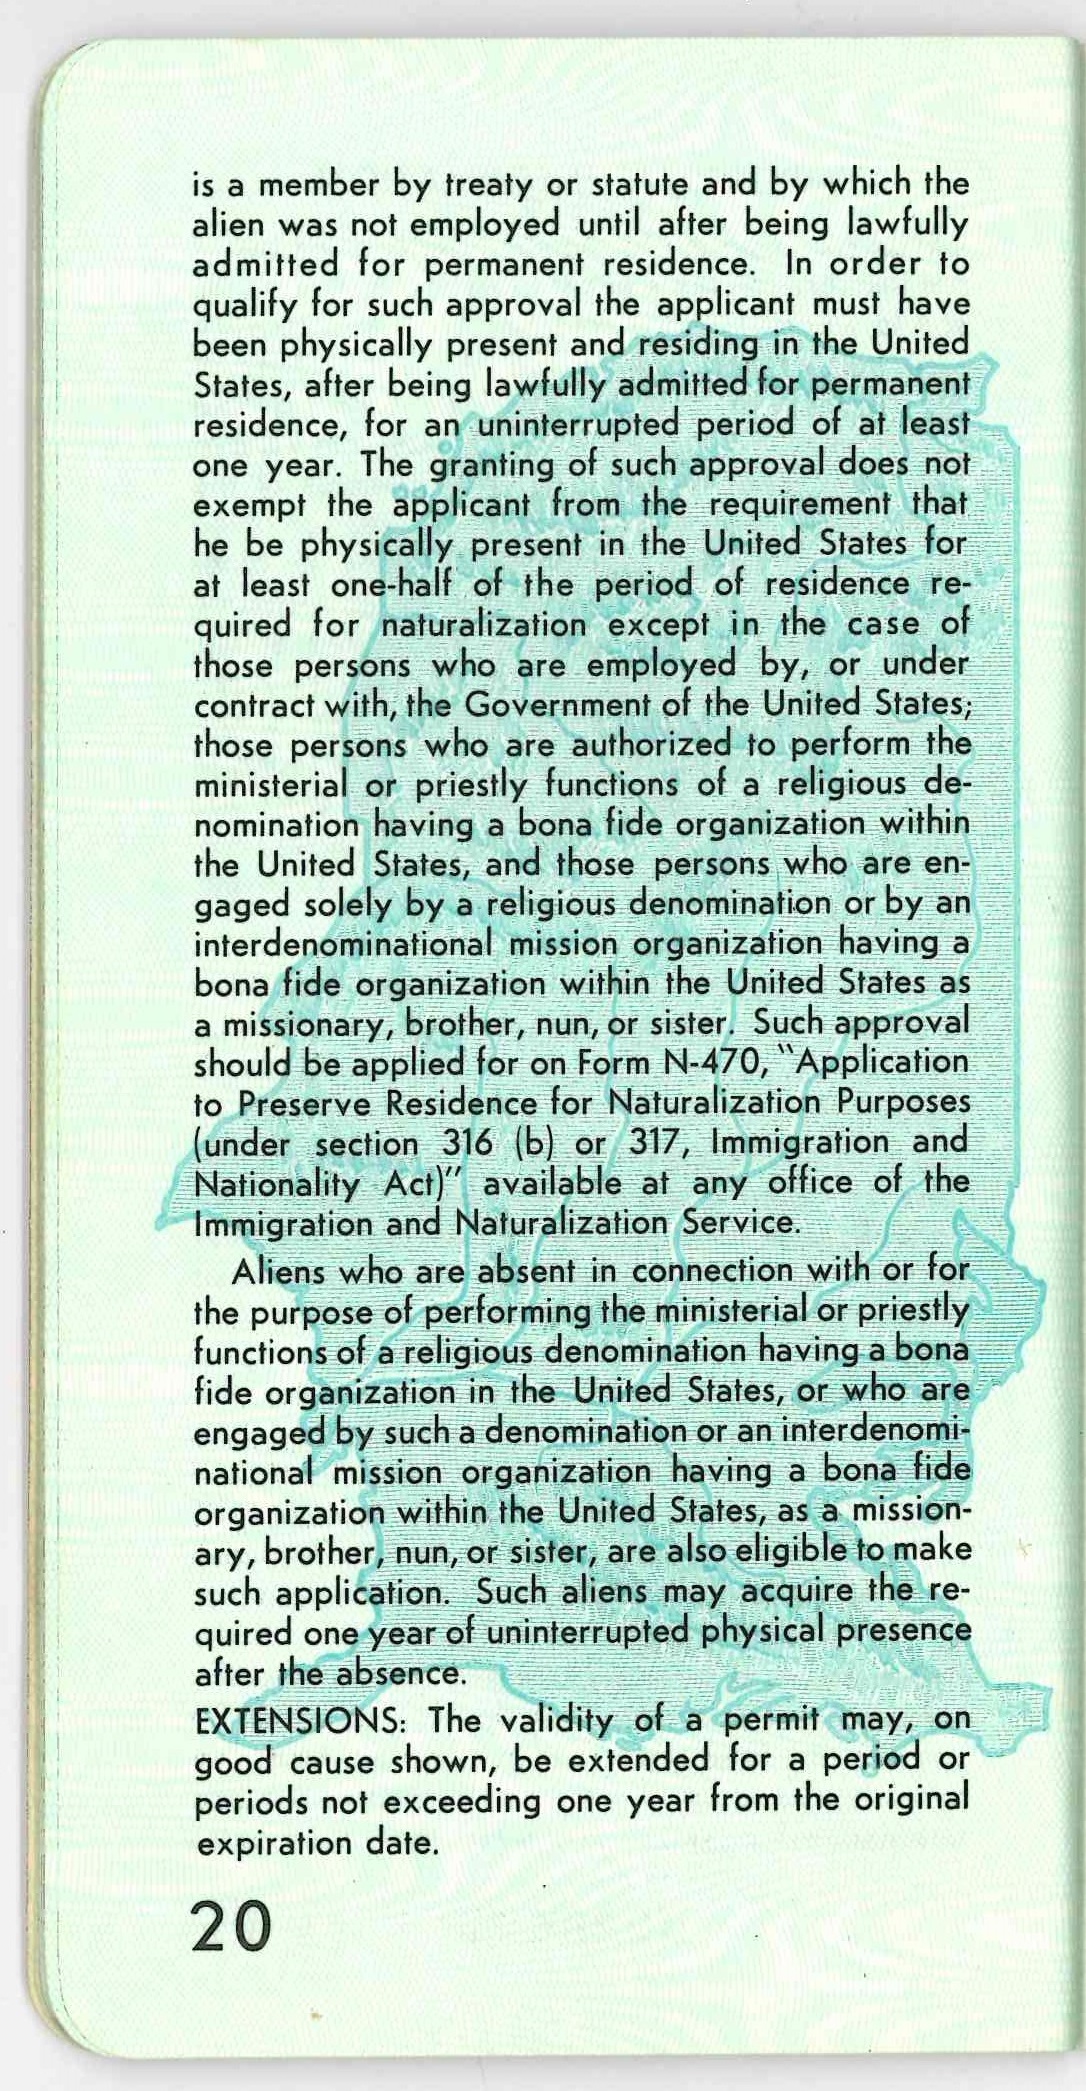 is a member by treaty or statute and by which the
alien was not employed until after being lawfully
admitted for permanent residence. In order to
qualify for such approval the applicant must have
been physically present and residing in the United
States, after being lawfully admitted for permanent
residence, for an uninterrupted period of at least
one year. The granting of such approval does not
exempt the applicant from the requirement that
he be physically present in the United States for
at least one-half of the period of residence re-
quired for naturalization except in the case of
those persons who are employed by, or under
contract with, the Government of the United States;
those persons who are authorized to perform the
ministerial or priestly functions of a religious de-
nomination having a bona fide organization within
the United States, and those persons who are en-
gaged solely by a religious denomination or by an
interdenominational mission organization having a
bona fide organization within the United States as
a missionary, brother, nun, or sister. Such approval
should be applied for on Form N-470, "Application
to Preserve Residence for Naturalization Purposes
(under section 316 (b) or 317, Immigration and
Nationality Act)" available at any office of the
Immigration and Naturalization Service.
Aliens who are absent in connection with or for
the purpose of performing the ministerial or priestly
functions of a religious denomination having a bona
fide organization in the United States, or who are
engaged by such a denomination or an interdenomi-
national mission organization having a bona fide
organization within the United States, as a mission-
ary, brother, nun, or sister, are also eligible to make
such application. Such aliens may acquire the re-
quired one year of uninterrupted physical presence
after the absence.
EXTENSIONS: The validity of a permit may, on
good cause shown, be extended for a period or
periods not exceeding one year from the original
expiration date.
20